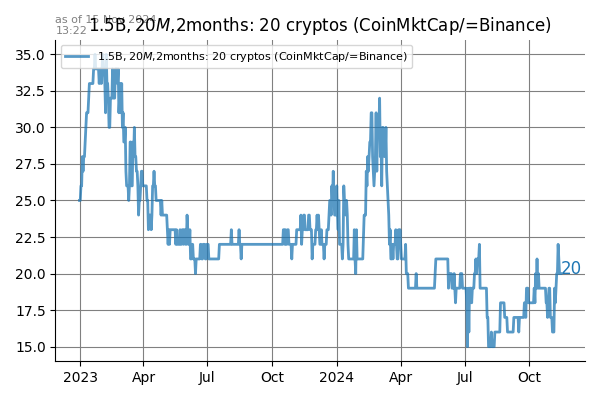 as of 15 Nov 2024
13:22
1.5B, 20M,2months: 20 cryptos (CoinMktCap/=Binance)
1.5B, 20M,2months: 20 cryptos (CoinMktCap/=Binance)
35.0
32.5
30.0
27.5
25.0
22.5
20.0
17.5
15.0
20
2023 Apr Jul Oct 2024 Apr Jul Oct